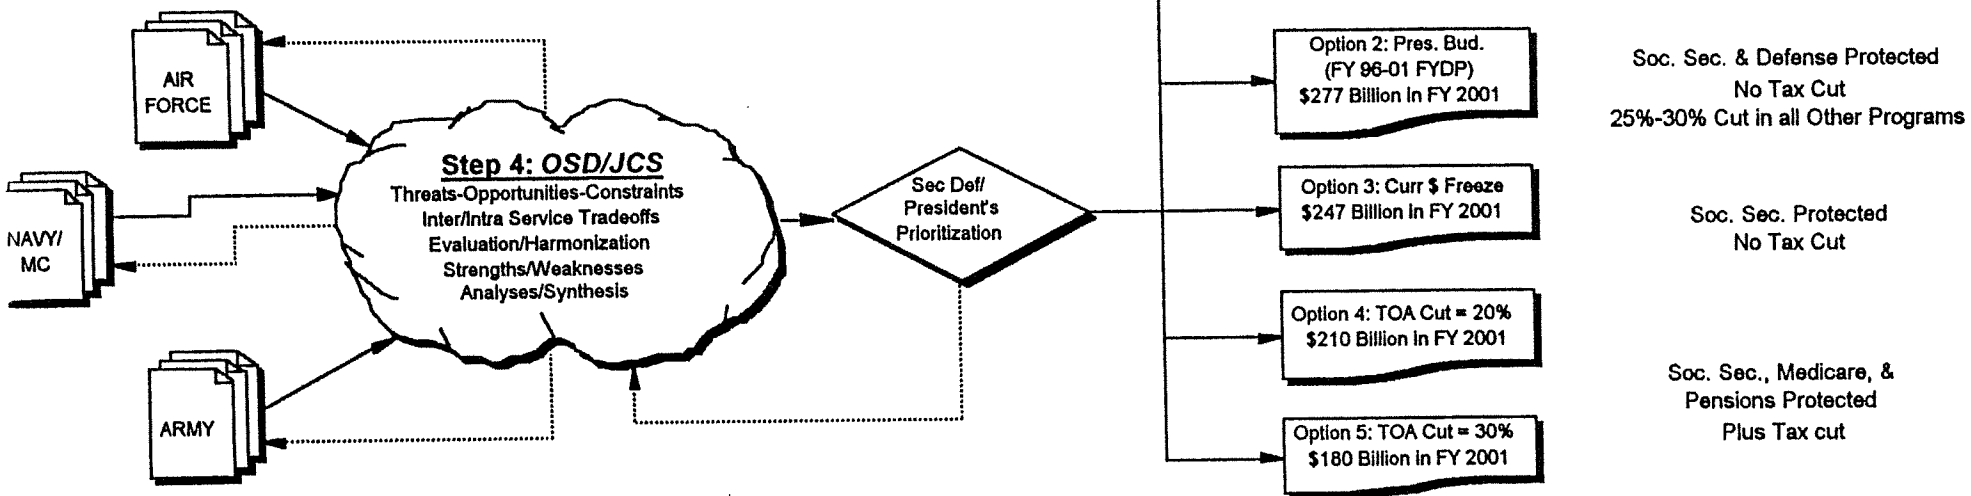 AIR
FORCE
NAVY/
MC
ARMY
Step 4: OSD/JCS
Threats-Opportunities-Constraints
Inter/Intra Service Tradeoffs
Evaluation/Harmonization
Strengths/Weaknesses
Analyses/Synthesis
Sec Def/
President's
Prioritization
Option 2: Pres. Bud.
(FY 96-01 FYDP)
$277 Billion in FY 2001
Soc. Sec. & Defense Protected
No Tax Cut
25%-30% Cut in all Other Programs
Option 3: Curr $ Freeze
$247 Billion in FY 2001
Soc. Sec. Protected
No Tax Cut
Option 4: TOA Cut = 20%
$210 Billion in FY 2001
Option 5: TOA Cut = 30%
$180 Billion in FY 2001
Soc. Sec., Medicare, &
Pensions Protected
Plus Tax cut